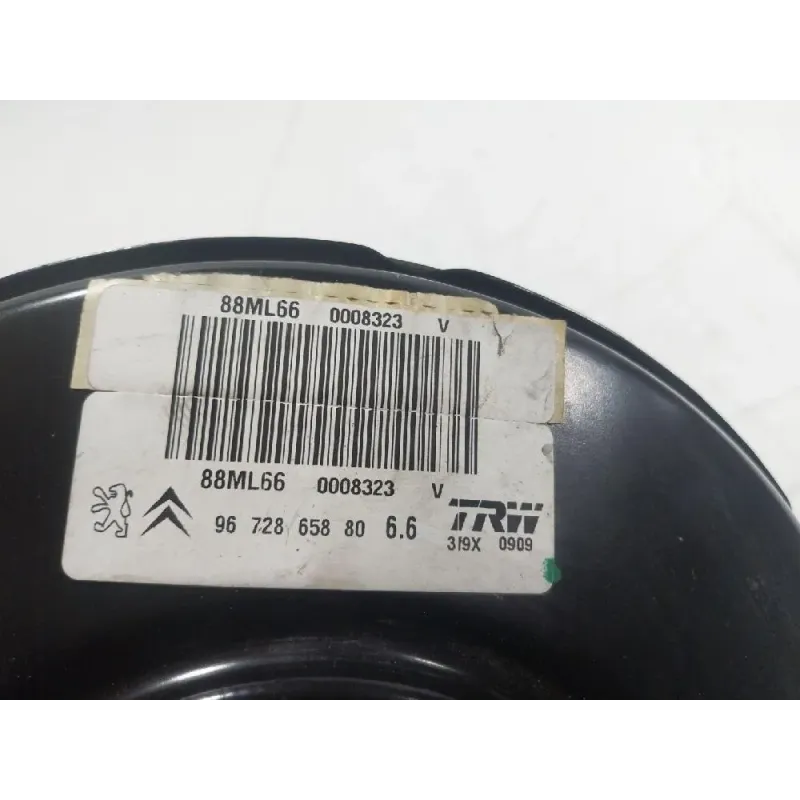 88ML66 0008323 V
88ML66 0008323 V
96 728 658 80 6.6 TRW
3I9X 0909